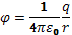 φ = 1/(4πε₀) q/r